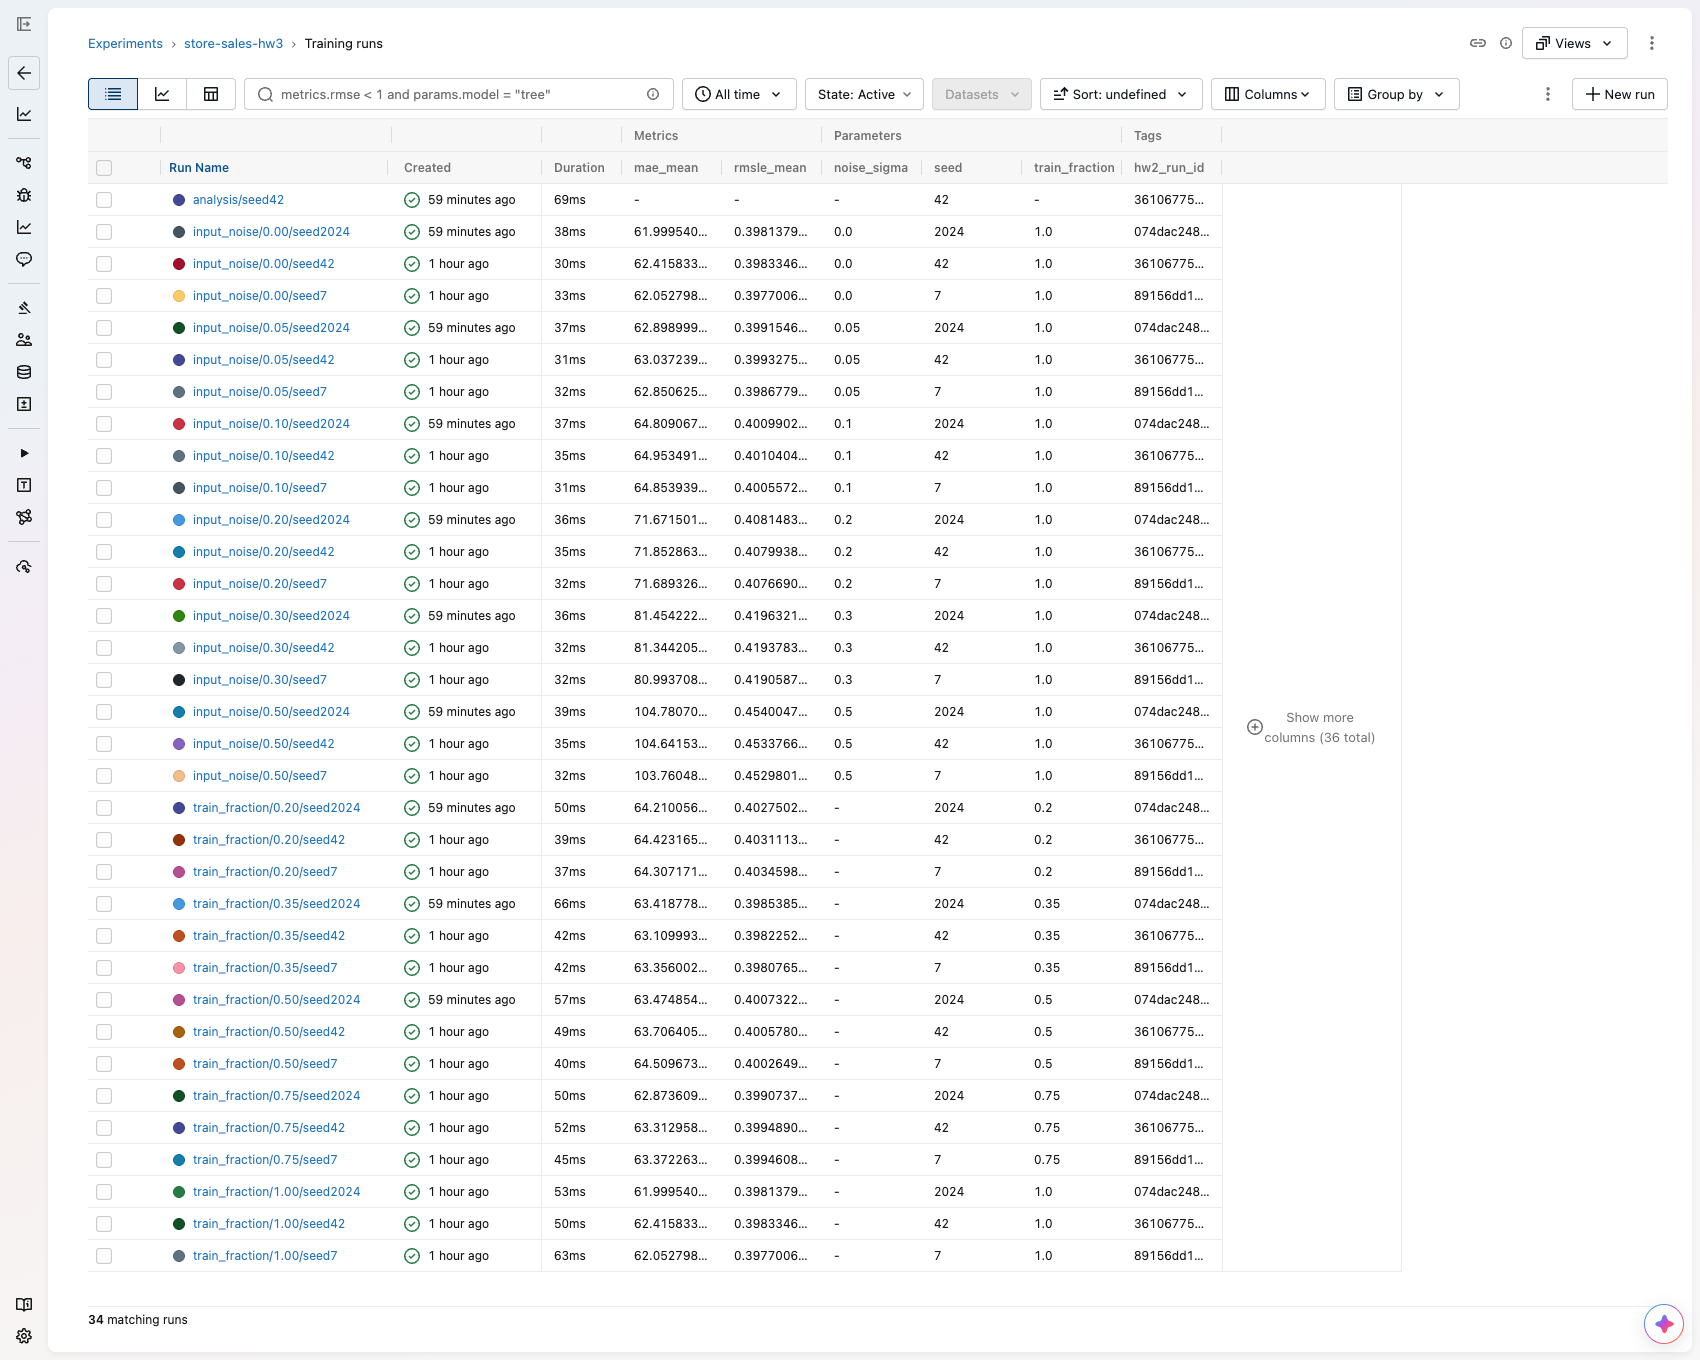 Experiments › store-sales-hw3 › Training runs
Views
metrics.rmse < 1 and params.model = "tree" All time State: Active Datasets Sort: undefined Columns Group by New run
Metrics Parameters Tags
Run Name Created Duration mae_mean rmsle_mean noise_sigma seed train_fraction hw2_run_id
analysis/seed42 59 minutes ago 69ms - - - 42 - 36106775...
input_noise/0.00/seed2024 59 minutes ago 38ms 61.999540... 0.3981379... 0.0 2024 1.0 074dac248...
input_noise/0.00/seed42 1 hour ago 30ms 62.415833... 0.3983346... 0.0 42 1.0 36106775...
input_noise/0.00/seed7 1 hour ago 33ms 62.052798... 0.3977006... 0.0 7 1.0 89156dd1...
input_noise/0.05/seed2024 59 minutes ago 37ms 62.898999... 0.3991546... 0.05 2024 1.0 074dac248...
input_noise/0.05/seed42 1 hour ago 31ms 63.037239... 0.3993275... 0.05 42 1.0 36106775...
input_noise/0.05/seed7 1 hour ago 32ms 62.850625... 0.3986779... 0.05 7 1.0 89156dd1...
input_noise/0.10/seed2024 59 minutes ago 37ms 64.809067... 0.4009902... 0.1 2024 1.0 074dac248...
input_noise/0.10/seed42 1 hour ago 35ms 64.953491... 0.4010404... 0.1 42 1.0 36106775...
input_noise/0.10/seed7 1 hour ago 31ms 64.853939... 0.4005572... 0.1 7 1.0 89156dd1...
input_noise/0.20/seed2024 59 minutes ago 36ms 71.671501... 0.4081483... 0.2 2024 1.0 074dac248...
input_noise/0.20/seed42 1 hour ago 35ms 71.852863... 0.4079938... 0.2 42 1.0 36106775...
input_noise/0.20/seed7 1 hour ago 32ms 71.689326... 0.4076690... 0.2 7 1.0 89156dd1...
input_noise/0.30/seed2024 59 minutes ago 36ms 81.454222... 0.4196321... 0.3 2024 1.0 074dac248...
input_noise/0.30/seed42 1 hour ago 32ms 81.344205... 0.4193783... 0.3 42 1.0 36106775...
input_noise/0.30/seed7 1 hour ago 32ms 80.993708... 0.4190587... 0.3 7 1.0 89156dd1...
input_noise/0.50/seed2024 59 minutes ago 39ms 104.78070... 0.4540047... 0.5 2024 1.0 074dac248...
input_noise/0.50/seed42 1 hour ago 35ms 104.64153... 0.4533766... 0.5 42 1.0 36106775...
input_noise/0.50/seed7 1 hour ago 32ms 103.76048... 0.4529801... 0.5 7 1.0 89156dd1...
Show more
columns (36 total)
train_fraction/0.20/seed2024 59 minutes ago 50ms 64.210056... 0.4027502... - 2024 0.2 074dac248...
train_fraction/0.20/seed42 1 hour ago 39ms 64.423165... 0.4031113... - 42 0.2 36106775...
train_fraction/0.20/seed7 1 hour ago 37ms 64.307171... 0.4034598... - 7 0.2 89156dd1...
train_fraction/0.35/seed2024 59 minutes ago 66ms 63.418778... 0.3985385... - 2024 0.35 074dac248...
train_fraction/0.35/seed42 1 hour ago 42ms 63.109993... 0.3982252... - 42 0.35 36106775...
train_fraction/0.35/seed7 1 hour ago 42ms 63.356002... 0.3980765... - 7 0.35 89156dd1...
train_fraction/0.50/seed2024 59 minutes ago 57ms 63.474854... 0.4007322... - 2024 0.5 074dac248...
train_fraction/0.50/seed42 1 hour ago 49ms 63.706405... 0.4005780... - 42 0.5 36106775...
train_fraction/0.50/seed7 1 hour ago 40ms 64.509673... 0.4002649... - 7 0.5 89156dd1...
train_fraction/0.75/seed2024 1 hour ago 50ms 62.873609... 0.3990737... - 2024 0.75 074dac248...
train_fraction/0.75/seed42 1 hour ago 52ms 63.312958... 0.3994890... - 42 0.75 36106775...
train_fraction/0.75/seed7 1 hour ago 45ms 63.372263... 0.3994608... - 7 0.75 89156dd1...
train_fraction/1.00/seed2024 1 hour ago 53ms 61.999540... 0.3981379... - 2024 1.0 074dac248...
train_fraction/1.00/seed42 1 hour ago 50ms 62.415833... 0.3983346... - 42 1.0 36106775...
train_fraction/1.00/seed7 1 hour ago 63ms 62.052798... 0.3977006... - 7 1.0 89156dd1...
34 matching runs